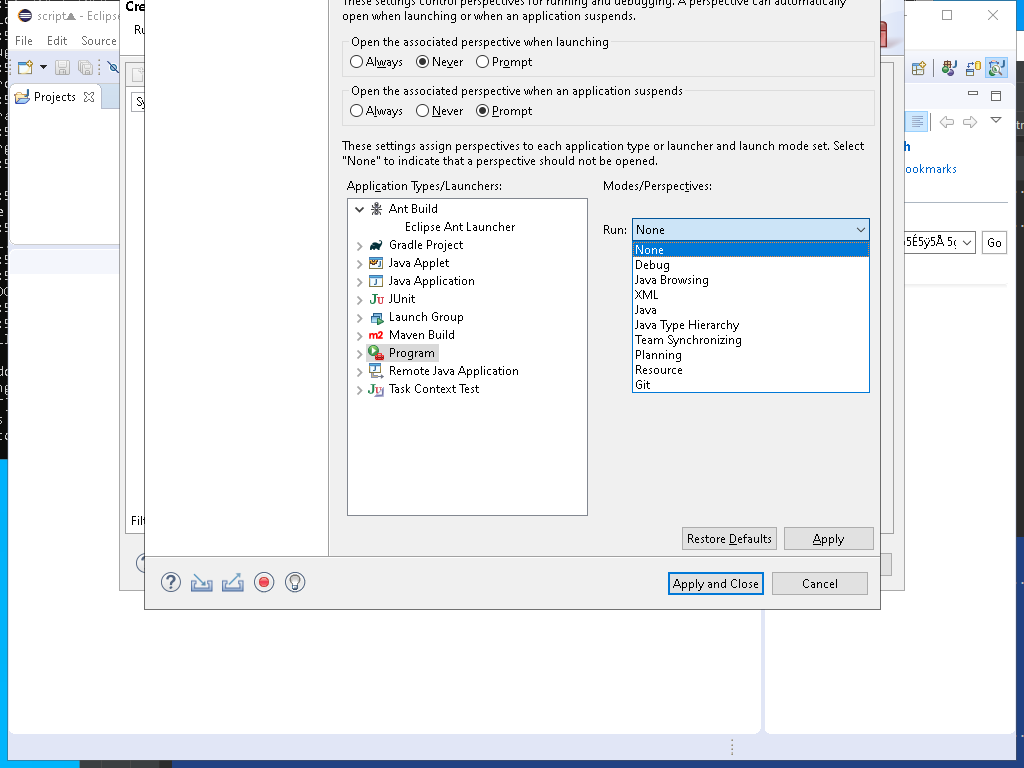 script - Eclipse
File Edit Source
Projects
Cre
Ru
Sy
Filt
These settings control perspectives for running and debugging. A perspective can automatically
open when launching or when an application suspends.
Open the associated perspective when launching
Always Never Prompt
Open the associated perspective when an application suspends
Always Never Prompt
These settings assign perspectives to each application type or launcher and launch mode set. Select
"None" to indicate that a perspective should not be opened.
Application Types/Launchers:
Modes/Perspectives:
Ant Build
Eclipse Ant Launcher
Gradle Project
Java Applet
Java Application
JUnit
Launch Group
Maven Build
Program
Remote Java Application
Task Context Test
Run: None
None
Debug
Java Browsing
XML
Java
Java Type Hierarchy
Team Synchronizing
Planning
Resource
Git
Restore Defaults Apply
Apply and Close Cancel
h
ookmarks
Go